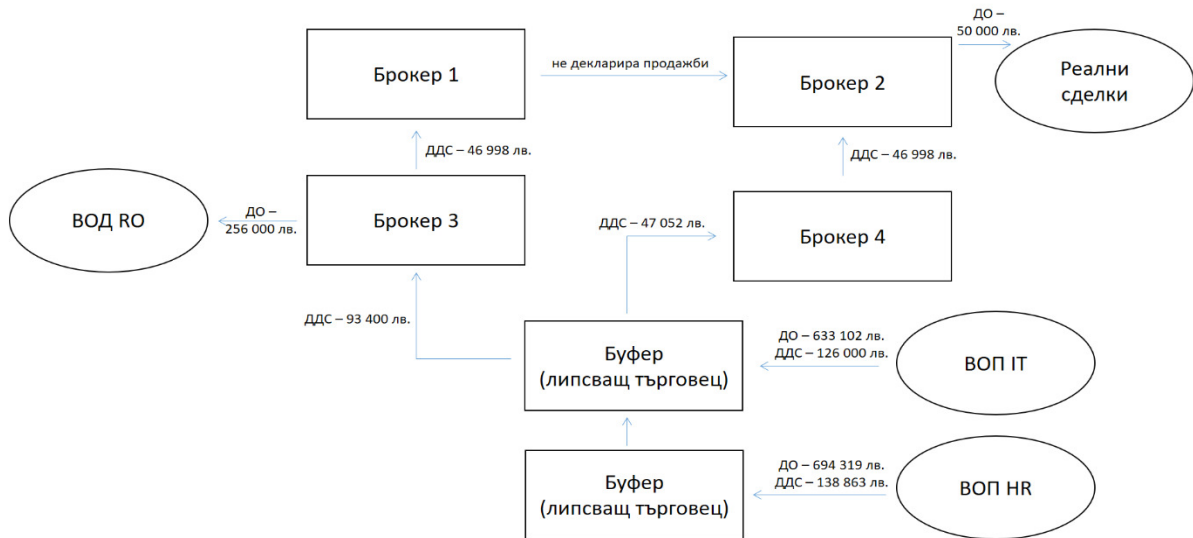 ДО –
50 000 лв.
Брокер 1
не декларира продажби
Брокер 2
Реални
сделки
ДДС – 46 998 лв.
ДДС – 46 998 лв.
ВОД RO
ДО –
256 000 лв.
Брокер 3
ДДС – 47 052 лв.
Брокер 4
ДДС – 93 400 лв.
Буфер
(липсващ търговец)
ДО – 633 102 лв.
ДДС – 126 000 лв.
ВОП IT
Буфер
(липсващ търговец)
ДО – 694 319 лв.
ДДС – 138 863 лв.
ВОП HR